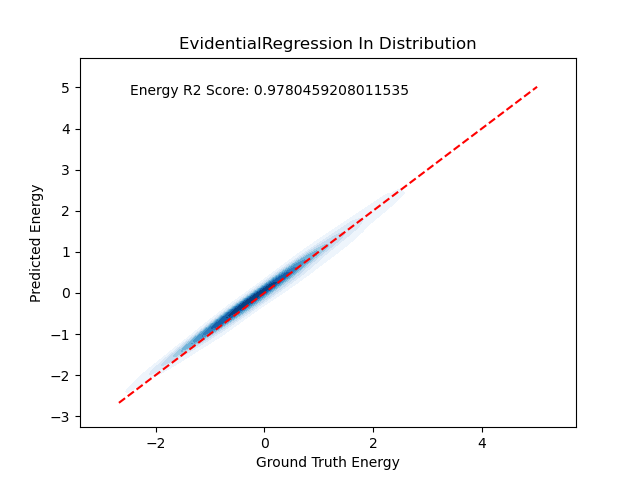 EvidentialRegression In Distribution
Energy R2 Score: 0.9780459208011535
5
4
3
2
1
0
−1
−2
−3
Predicted Energy
−2 0 2 4
Ground Truth Energy